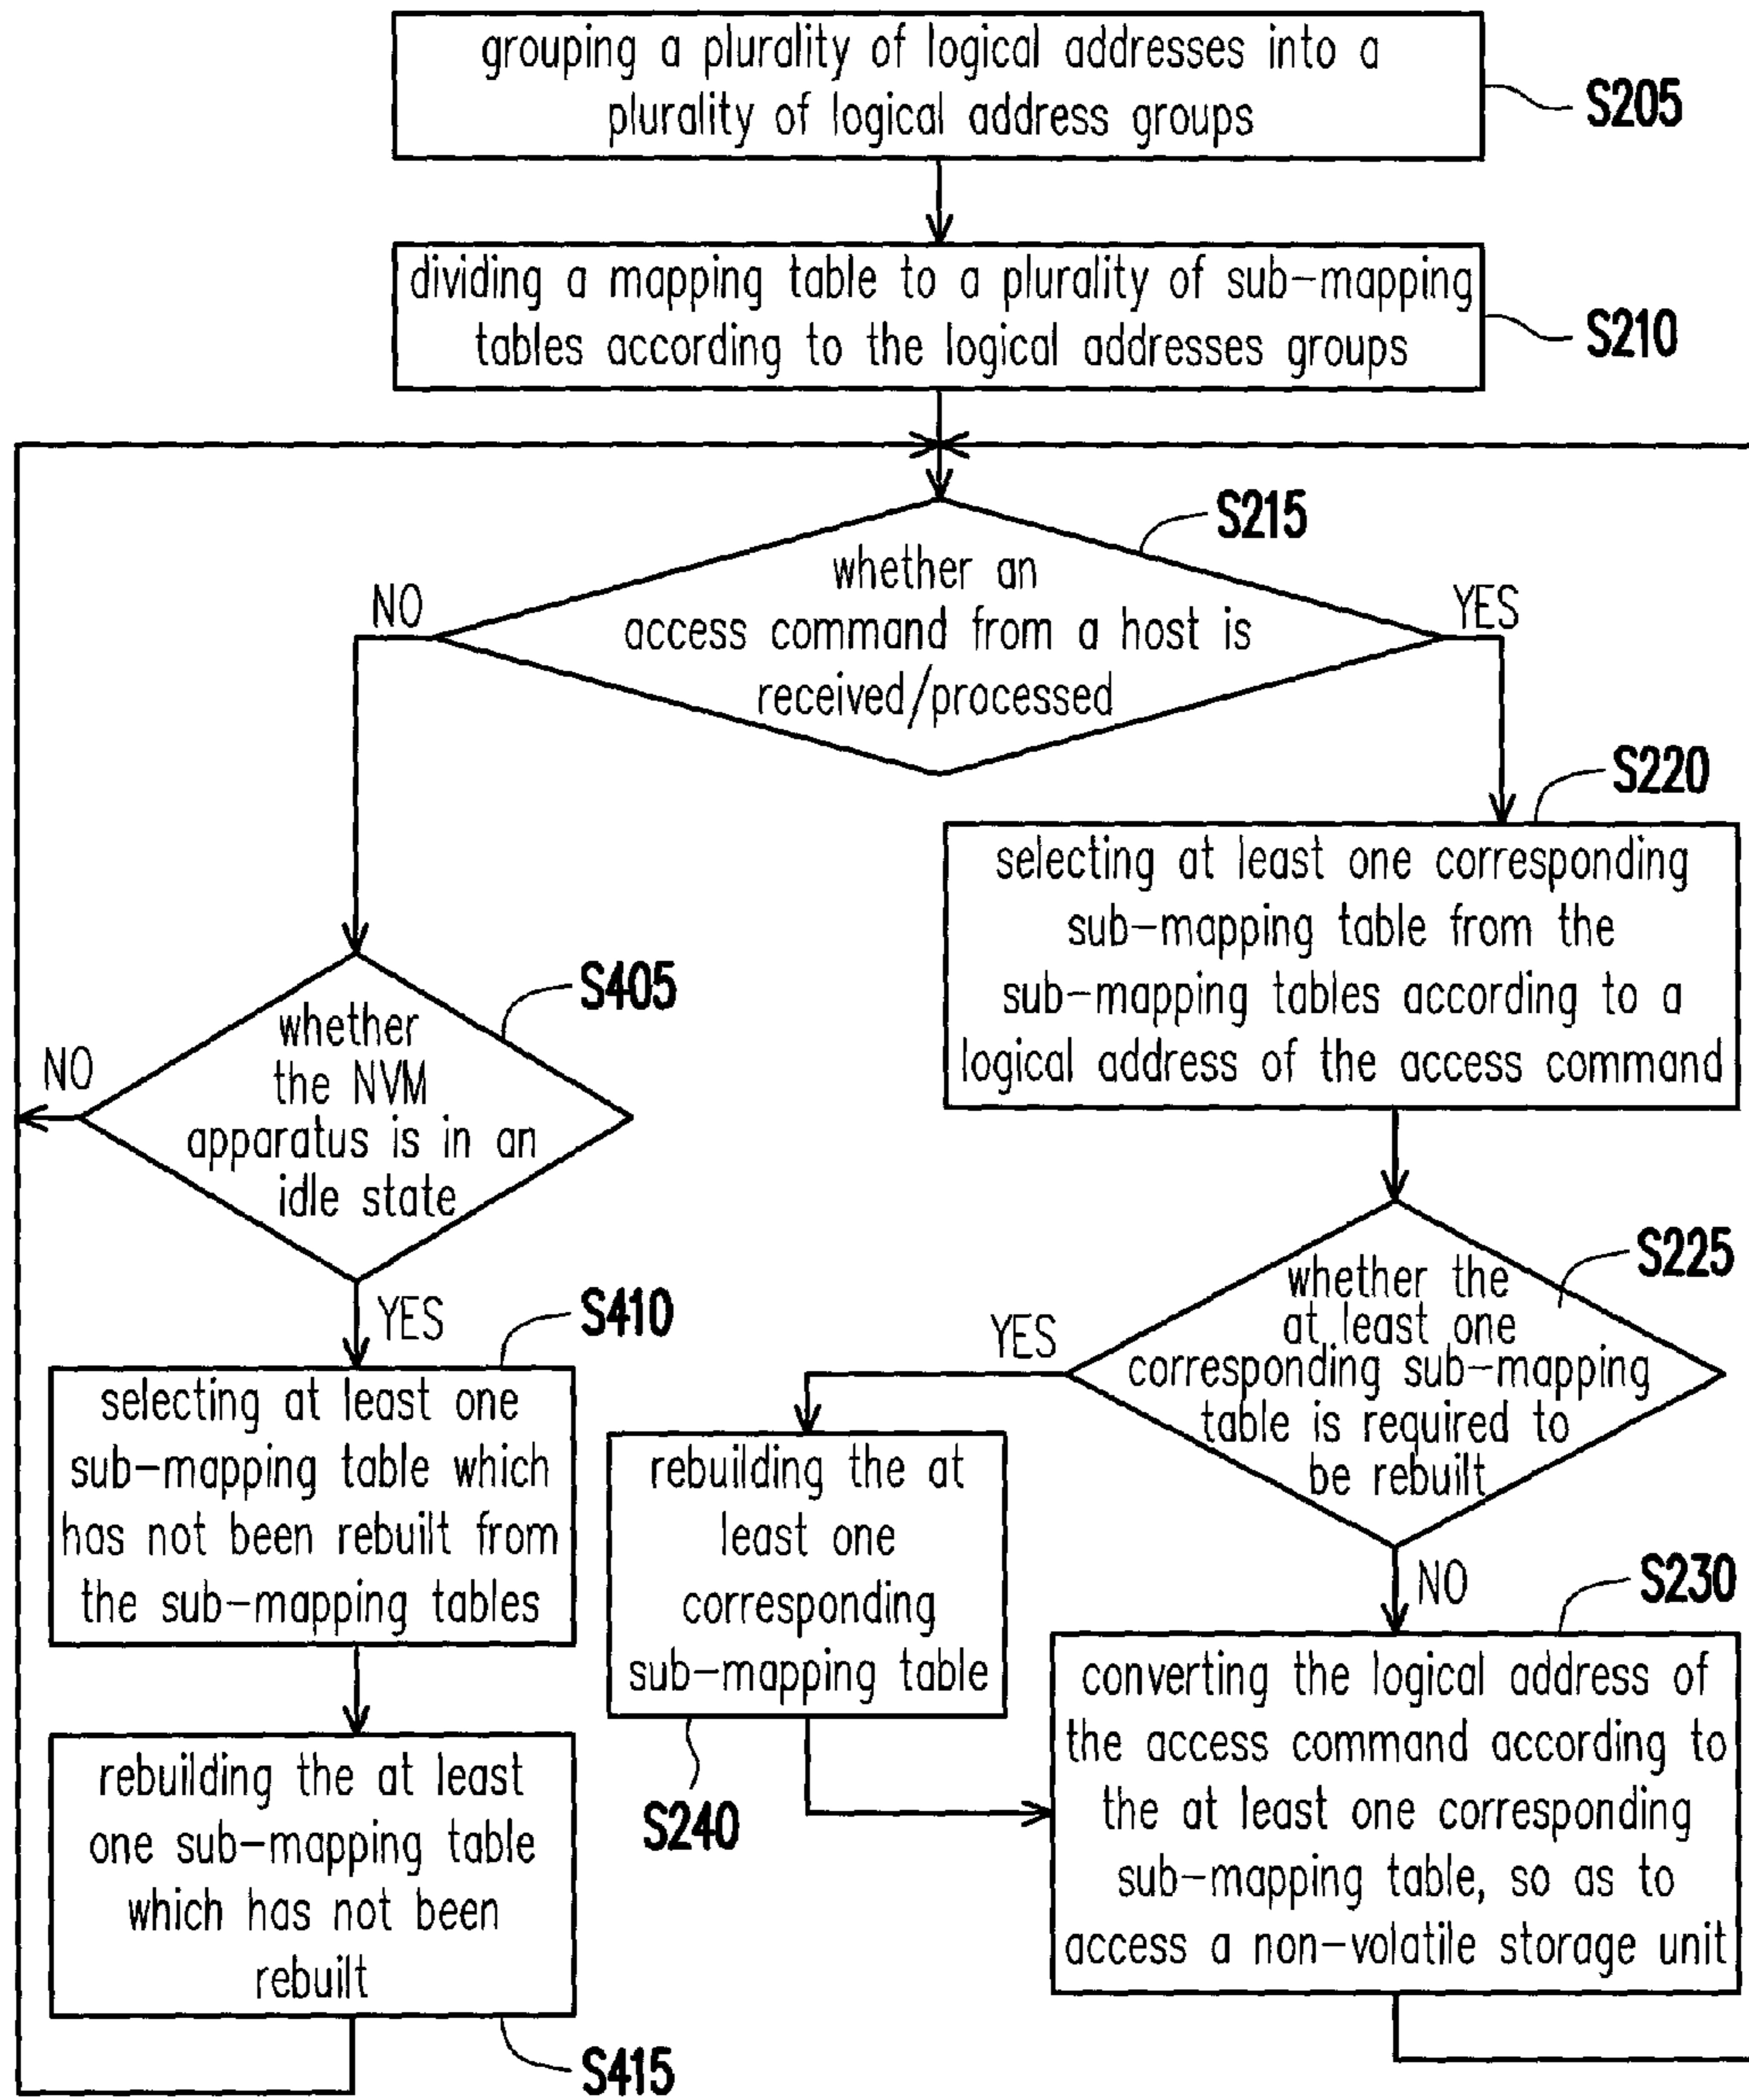 grouping a plurality of logical addresses into a
plurality of logical address groups
S205
dividing a mapping table to a plurality of sub-mapping
tables according to the logical addresses groups
S210
S215
whether an
access command from a host is
received/processed
NO
YES
S220
selecting at least one corresponding
sub-mapping table from the
sub-mapping tables according to a
logical address of the access command
S405
whether
the NVM
apparatus is in an
idle state
NO
YES
S225
whether the
at least one
corresponding sub-mapping
table is required to
be rebuilt
YES
NO
S410
selecting at least one
sub-mapping table which
has not been rebuilt from
the sub-mapping tables
rebuilding the at
least one
corresponding
sub-mapping table
S240
S230
converting the logical address of
the access command according to
the at least one corresponding
sub-mapping table, so as to
access a non-volatile storage unit
rebuilding the at least
one sub-mapping table
which has not been
rebuilt
S415